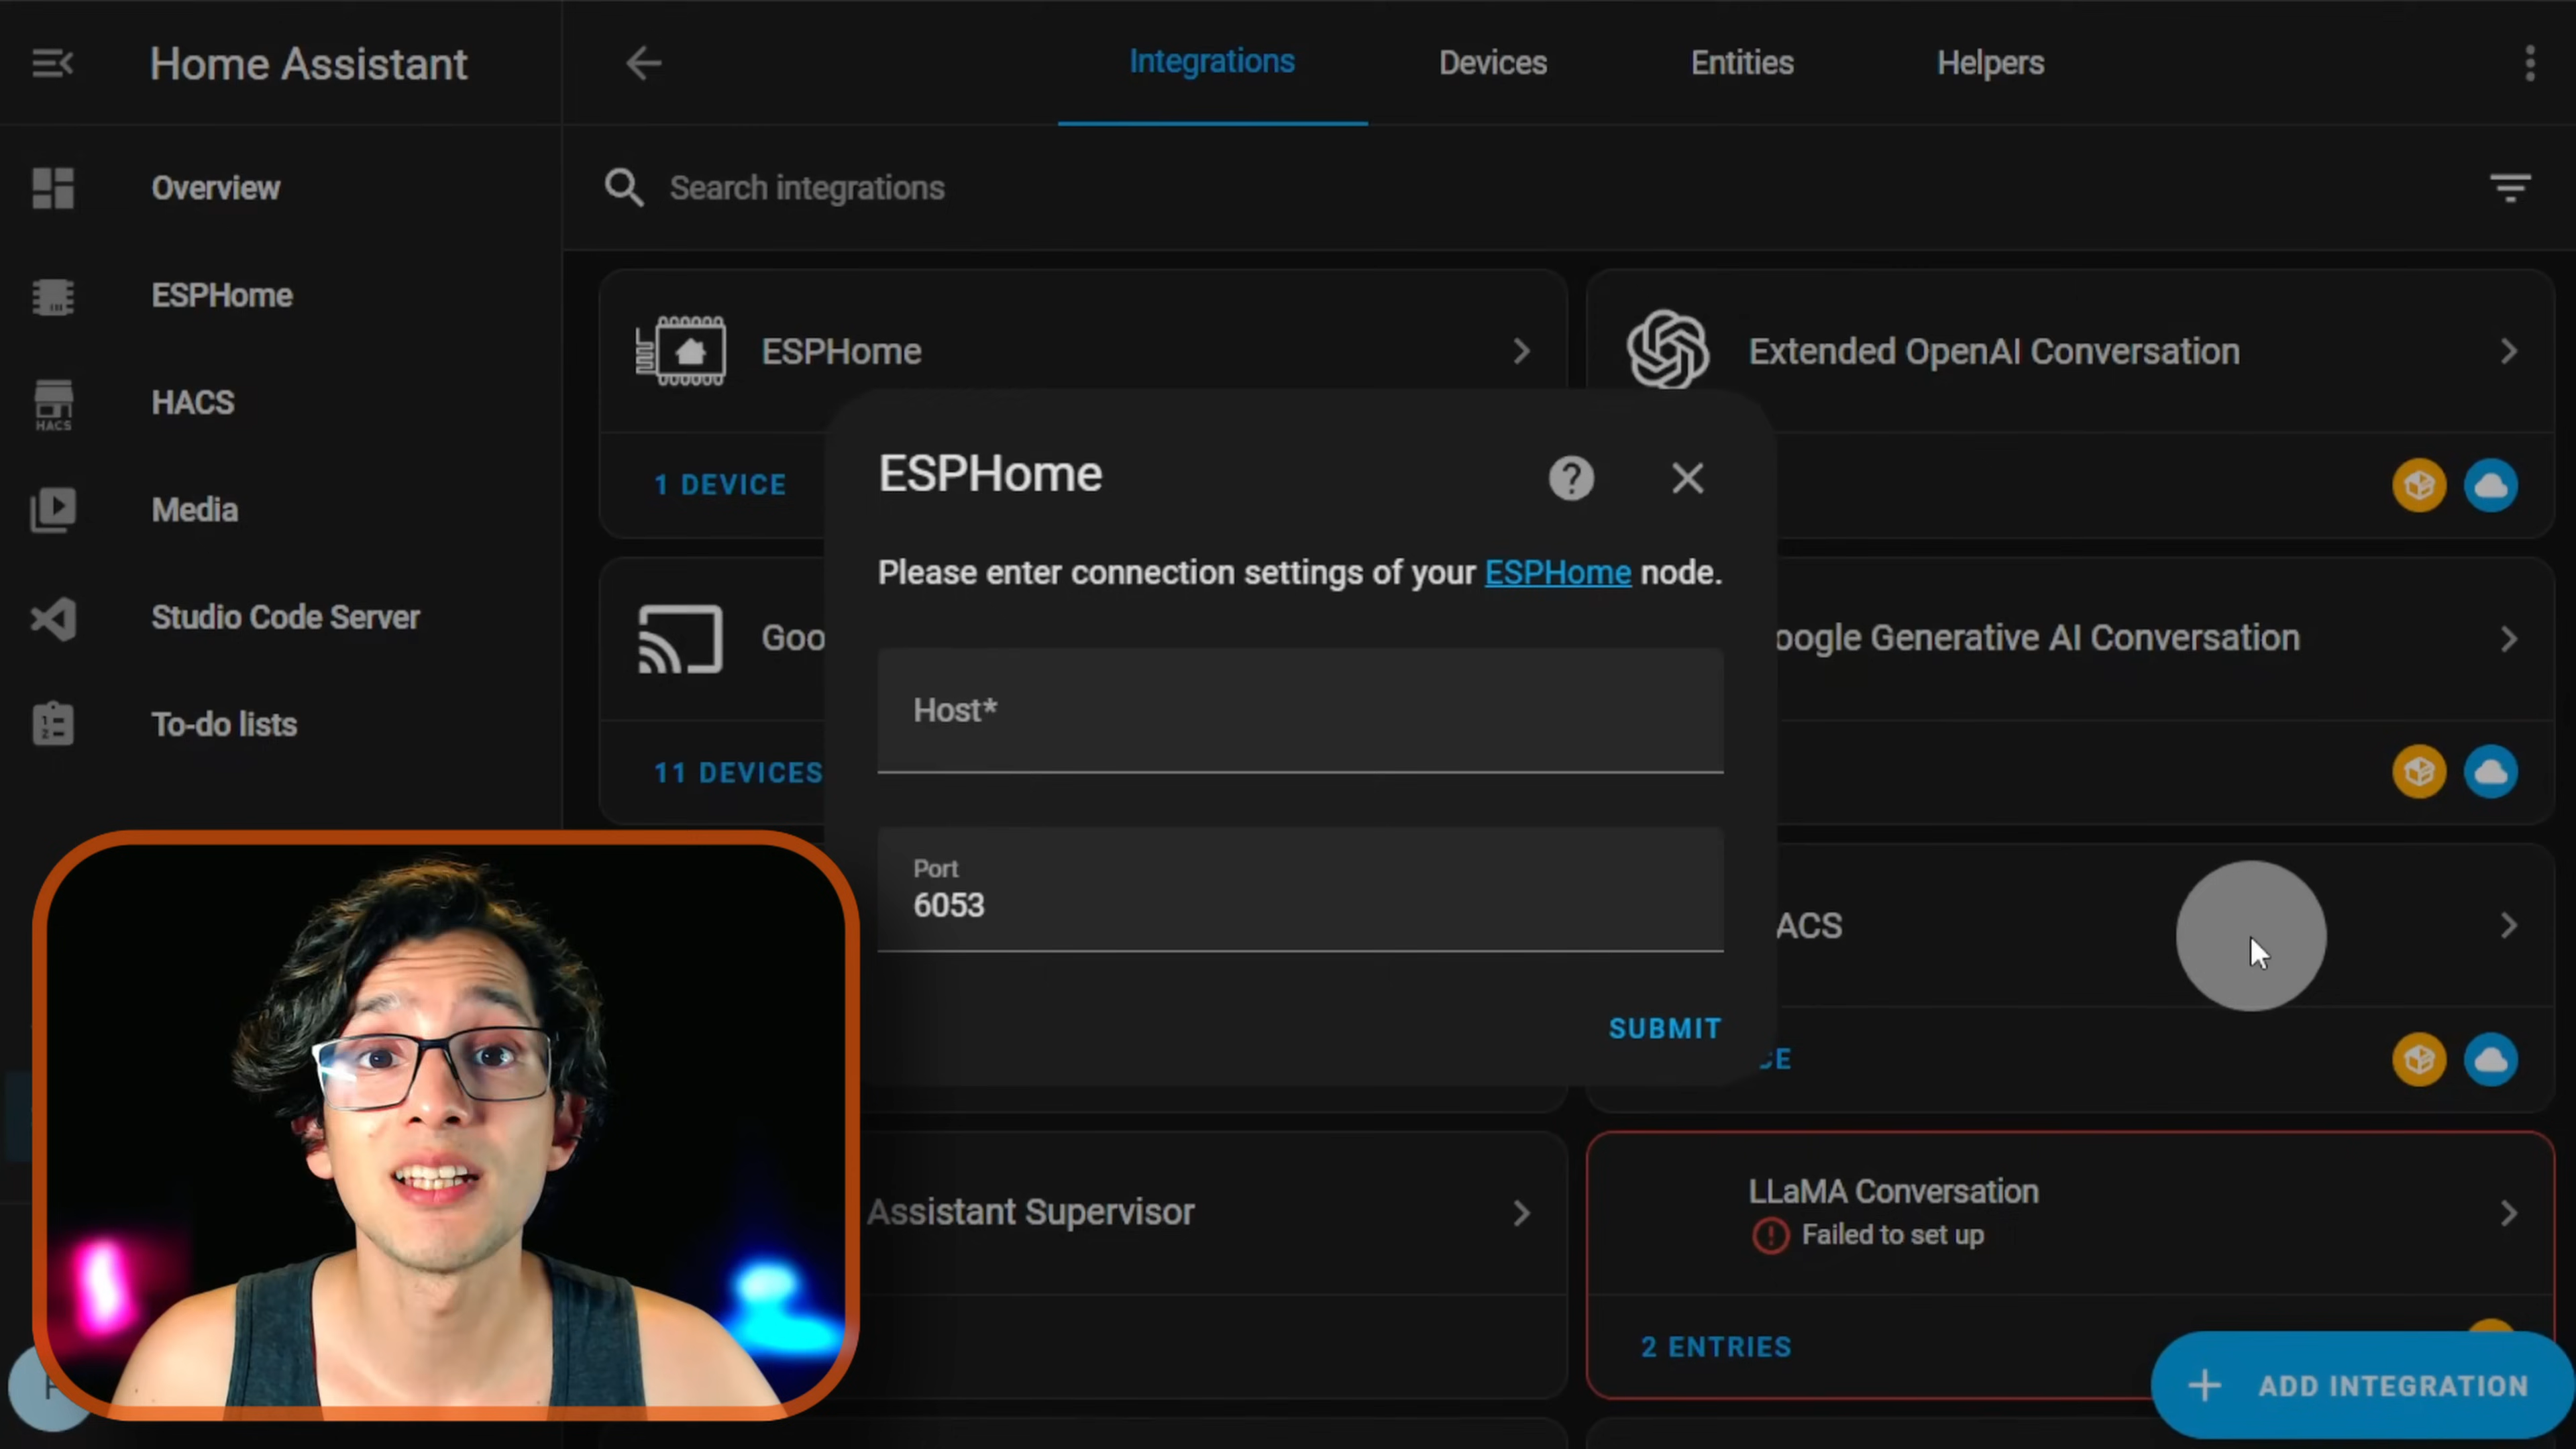 Home Assistant
Integrations
Devices
Entities
Helpers
Search integrations
Overview
ESPHome
HACS
HACS
Media
Studio Code Server
To-do lists
ESPHome
1 DEVICE
Extended OpenAI Conversation
Goo
11 DEVICES
oogle Generative AI Conversation
ACS
CE
ESPHome
Please enter connection settings of your ESPHome node.
Host*
Port
6053
SUBMIT
Assistant Supervisor
LLaMA Conversation
Failed to set up
2 ENTRIES
ADD INTEGRATION